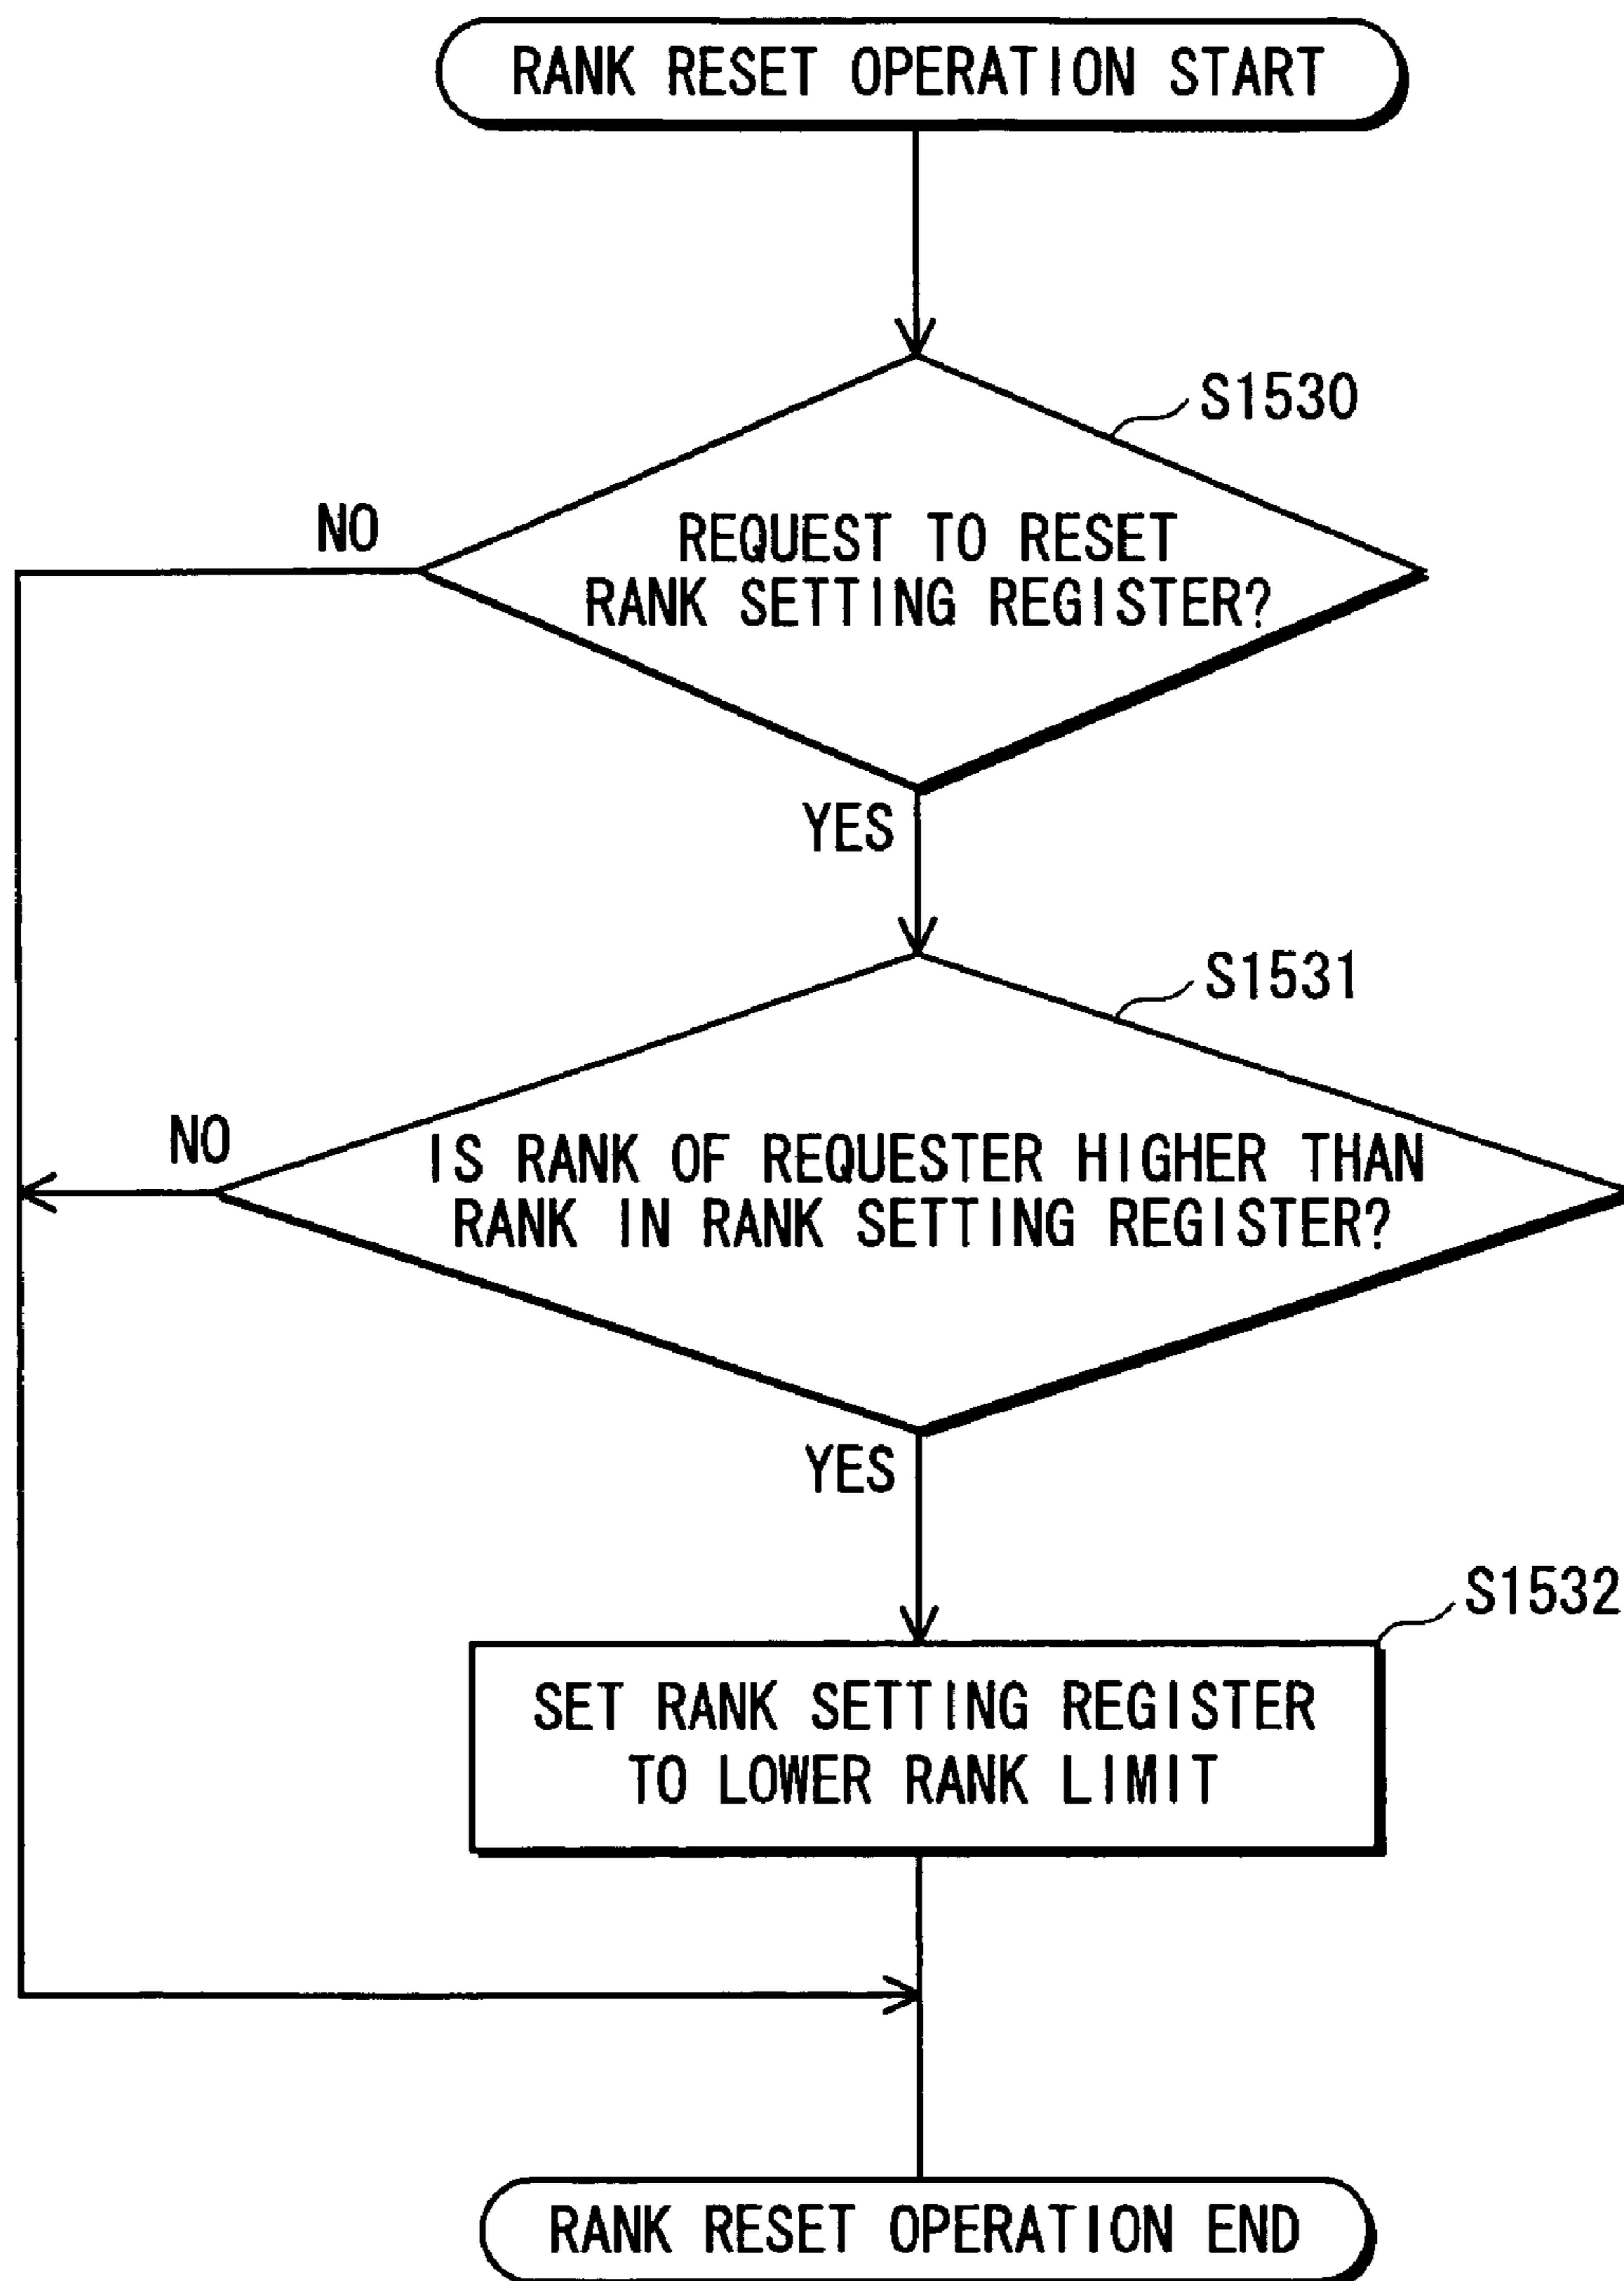 RANK RESET OPERATION START
S1530
NO
REQUEST TO RESET
RANK SETTING REGISTER?
YES
S1531
NO
IS RANK OF REQUESTER HIGHER THAN
RANK IN RANK SETTING REGISTER?
YES
S1532
SET RANK SETTING REGISTER
TO LOWER RANK LIMIT
RANK RESET OPERATION END